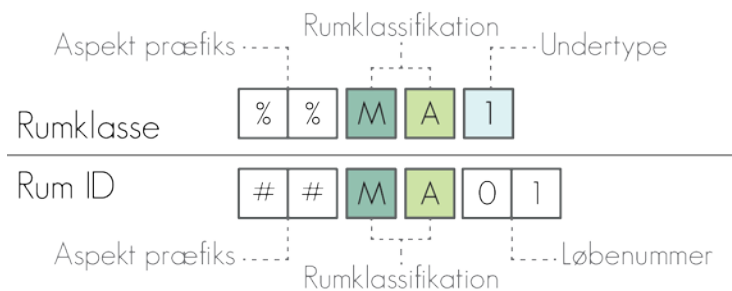 Rumklassifikation
Aspekt præfiks
Undertype
Rumklasse
% % M A 1
Rum ID
# # M A 0 1
Aspekt præfiks
Løbenummer
Rumklassifikation